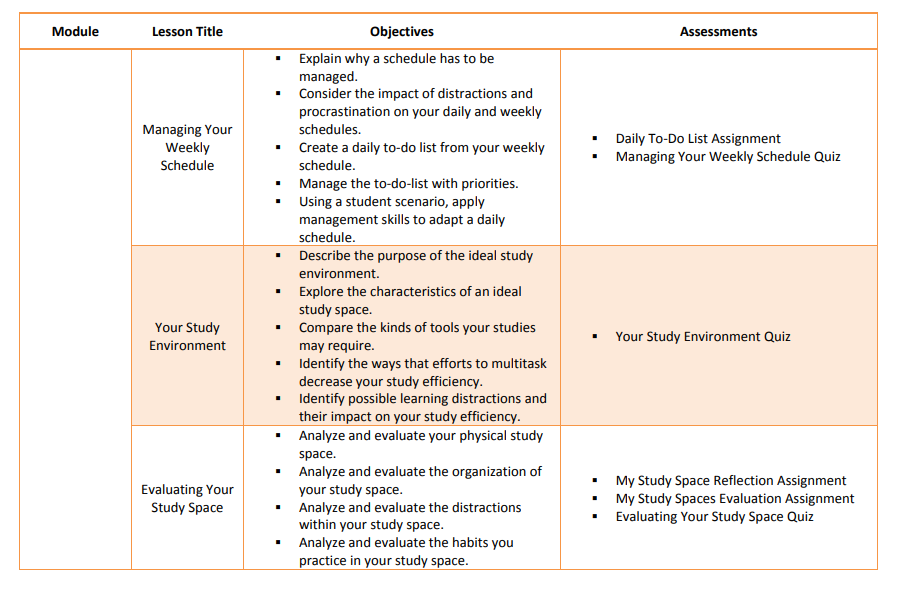 Module Lesson Title Objectives Assessments
Managing Your
Weekly
Schedule
▪ Explain why a schedule has to be
managed.
▪ Consider the impact of distractions and
procrastination on your daily and weekly
schedules.
▪ Create a daily to-do list from your weekly
schedule.
▪ Manage the to-do-list with priorities.
▪ Using a student scenario, apply
management skills to adapt a daily
schedule.
▪ Daily To-Do List Assignment
▪ Managing Your Weekly Schedule Quiz
Your Study
Environment
▪ Describe the purpose of the ideal study
environment.
▪ Explore the characteristics of an ideal
study space.
▪ Compare the kinds of tools your studies
may require.
▪ Identify the ways that efforts to multitask
decrease your study efficiency.
▪ Identify possible learning distractions and
their impact on your study efficiency.
▪ Your Study Environment Quiz
Evaluating Your
Study Space
▪ Analyze and evaluate your physical study
space.
▪ Analyze and evaluate the organization of
your study space.
▪ Analyze and evaluate the distractions
within your study space.
▪ Analyze and evaluate the habits you
practice in your study space.
▪ My Study Space Reflection Assignment
▪ My Study Spaces Evaluation Assignment
▪ Evaluating Your Study Space Quiz